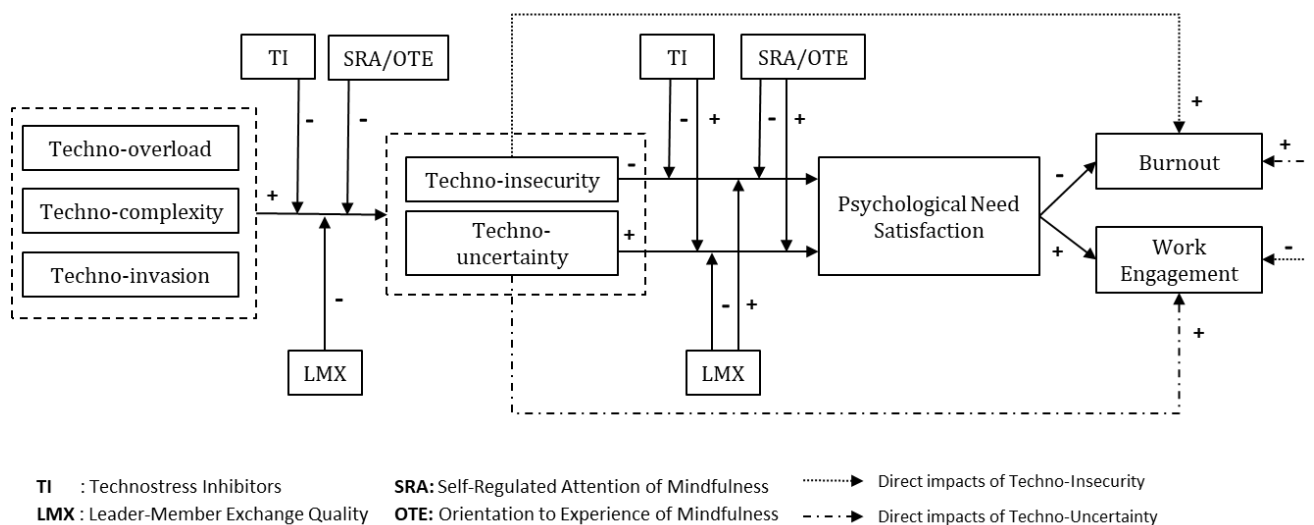 TI
SRA/OTE
TI
SRA/OTE
-
-
-
+
-
+
+
Techno-overload
Techno-complexity
Techno-invasion
+
-
LMX
Techno-insecurity
Techno-
uncertainty
-
+
-
+
LMX
Psychological Need
Satisfaction
-
+
Burnout
+
Work
Engagement
-
+
TI : Technostress Inhibitors
LMX : Leader-Member Exchange Quality
SRA: Self-Regulated Attention of Mindfulness
OTE: Orientation to Experience of Mindfulness
Direct impacts of Techno-Insecurity
Direct impacts of Techno-Uncertainty